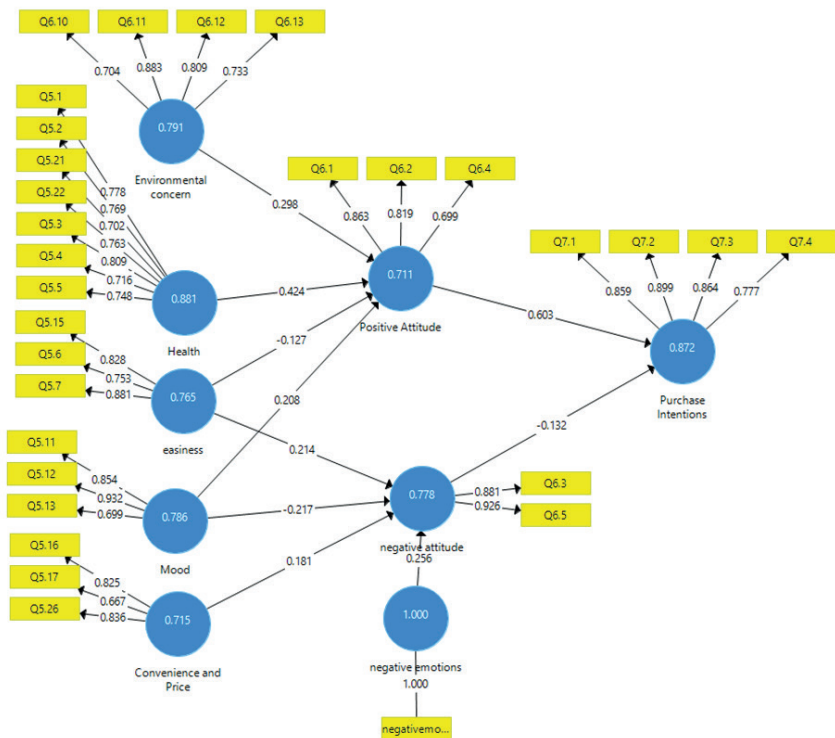 Q6.10 Q6.11 Q6.12 Q6.13
0.704 0.883 0.809 0.733
0.791
Environmental
concern
Q5.1
Q5.2
Q5.21
Q5.22
Q5.3
Q5.4
Q5.5
0.778
0.769
0.702
0.763
0.809
0.716
0.748
0.881
Health
Q5.15
Q5.6
Q5.7
0.828
0.753
0.881
0.765
easiness
Q5.11
Q5.12
Q5.13
0.854
0.932
0.699
0.786
Mood
Q5.16
Q5.17
Q5.26
0.825
0.667
0.836
0.715
Convenience and
Price
0.298
0.424
-0.127
0.208
0.214
-0.217
0.181
Q6.1 Q6.2 Q6.4
0.863 0.819 0.699
0.711
Positive Attitude
0.603
-0.132
0.778
negative attitude
0.881
0.926
Q6.3
Q6.5
0.256
1.000
negative emotions
1.000
negativemo...
Q7.1 Q7.2 Q7.3 Q7.4
0.859 0.899 0.864 0.777
0.872
Purchase
Intentions